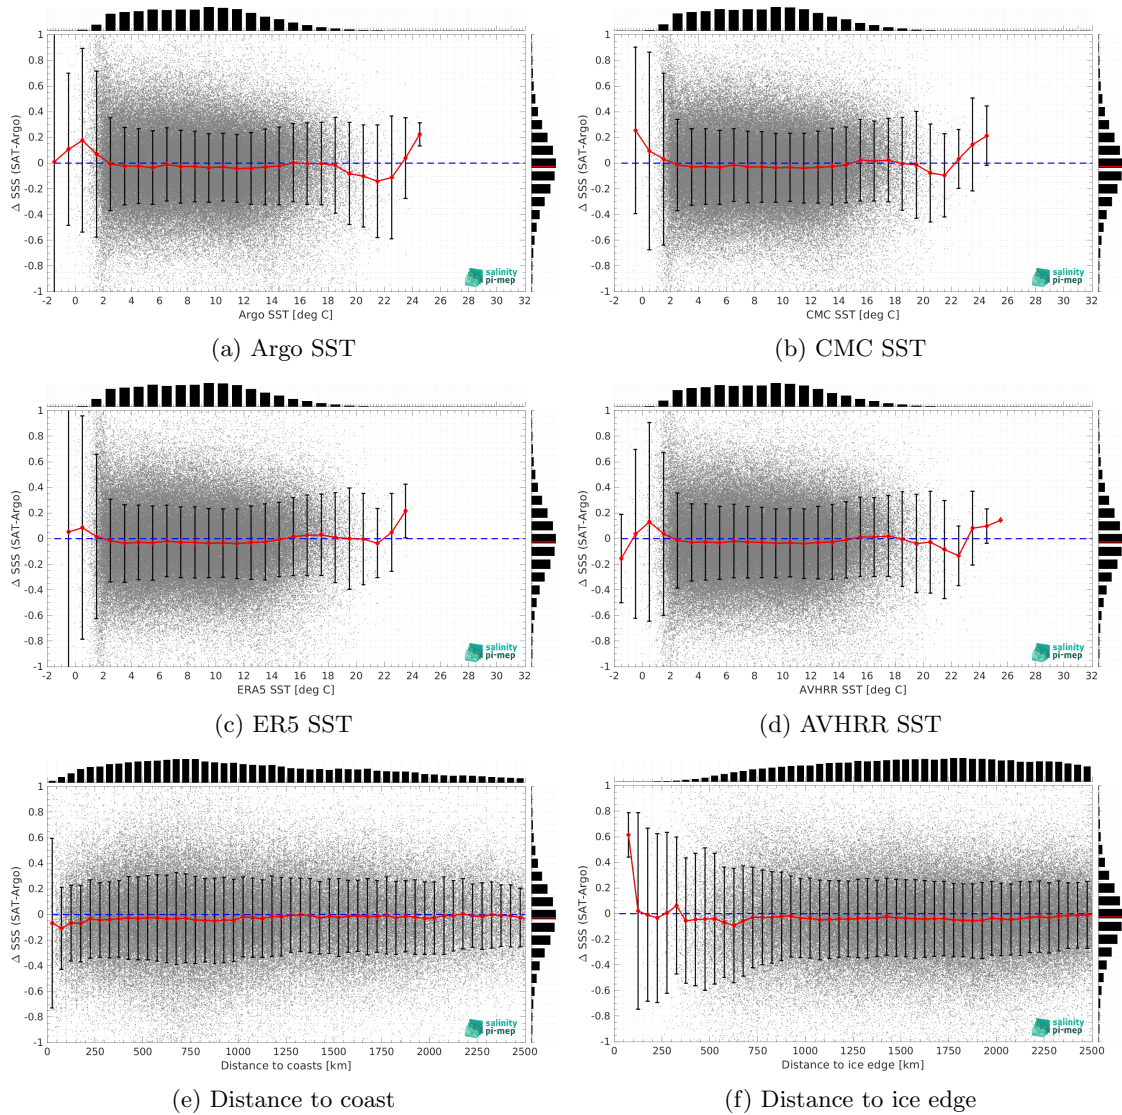 1
0.8
0.6
0.4
0.2
0
-0.2
-0.4
-0.6
-0.8
-1
Δ SSS (SAT-Argo)
-2 0 2 4 6 8 10 12 14 16 18 20 22 24 26 28 30 32
Argo SST [deg C]
salinity
pi-mep
(a) Argo SST
1
0.8
0.6
0.4
0.2
0
-0.2
-0.4
-0.6
-0.8
-1
Δ SSS (SAT-Argo)
-2 0 2 4 6 8 10 12 14 16 18 20 22 24 26 28 30 32
CMC SST [deg C]
salinity
pi-mep
(b) CMC SST
1
0.8
0.6
0.4
0.2
0
-0.2
-0.4
-0.6
-0.8
-1
Δ SSS (SAT-Argo)
-2 0 2 4 6 8 10 12 14 16 18 20 22 24 26 28 30 32
ERA5 SST [deg C]
salinity
pi-mep
(c) ER5 SST
1
0.8
0.6
0.4
0.2
0
-0.2
-0.4
-0.6
-0.8
-1
Δ SSS (SAT-Argo)
-2 0 2 4 6 8 10 12 14 16 18 20 22 24 26 28 30 32
AVHRR SST [deg C]
salinity
pi-mep
(d) AVHRR SST
1
0.8
0.6
0.4
0.2
0
-0.2
-0.4
-0.6
-0.8
-1
Δ SSS (SAT-Argo)
0 250 500 750 1000 1250 1500 1750 2000 2250 2500
Distance to coasts [km]
salinity
pi-mep
(e) Distance to coast
1
0.8
0.6
0.4
0.2
0
-0.2
-0.4
-0.6
-0.8
-1
Δ SSS (SAT-Argo)
0 250 500 750 1000 1250 1500 1750 2000 2250 2500
Distance to ice edge [km]
salinity
pi-mep
(f) Distance to ice edge